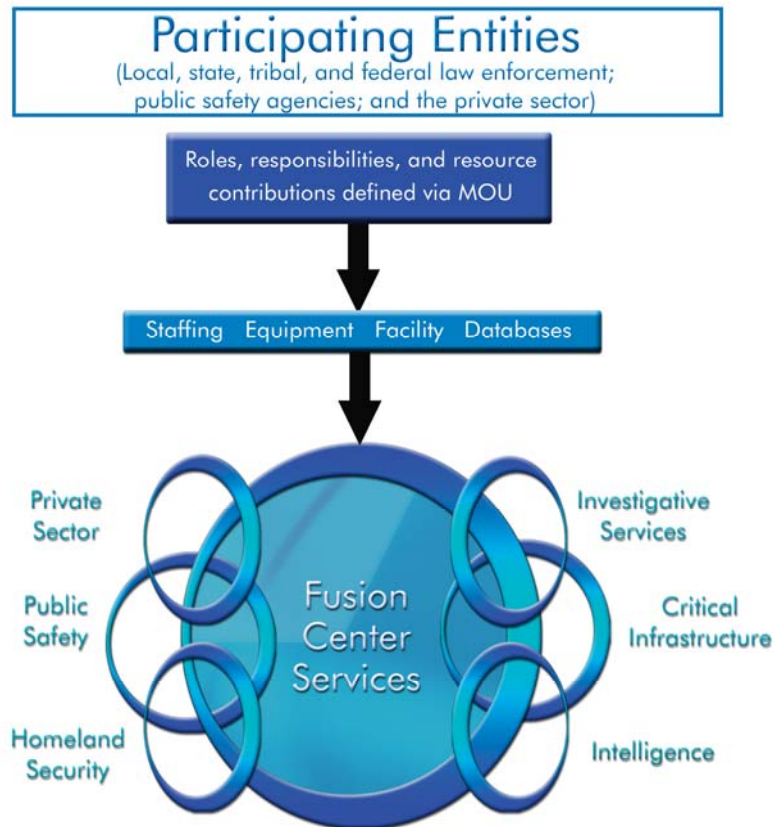 Participating Entities
(Local, state, tribal, and federal law enforcement;
public safety agencies; and the private sector)
Roles, responsibilities, and resource
contributions defined via MOU
Staffing Equipment Facility Databases
Private
Sector
Public
Safety
Homeland
Security
Fusion
Center
Services
Investigative
Services
Critical
Infrastructure
Intelligence